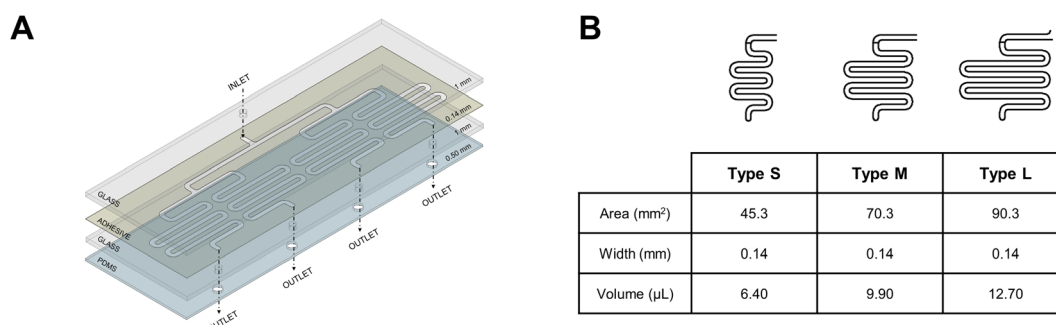 A
INLET
1 mm
0.14 mm
1 mm
0.50 mm
GLASS
ADHESIVE
GLASS
PDMS
OUTLET
OUTLET
OUTLET
UTLET
B
Type S Type M Type L
Area (mm²) 45.3 70.3 90.3
Width (mm) 0.14 0.14 0.14
Volume (µL) 6.40 9.90 12.70